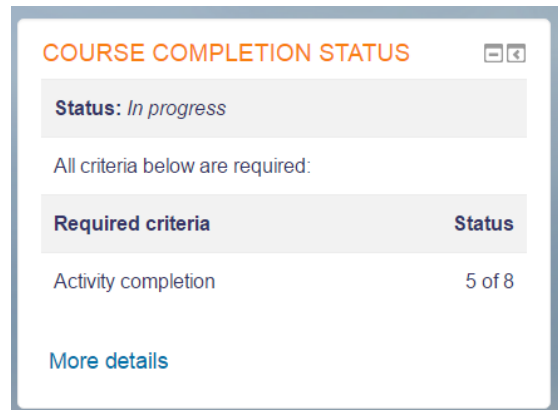 COURSE COMPLETION STATUS
Status: In progress
All criteria below are required:
Required criteria Status
Activity completion 5 of 8
More details